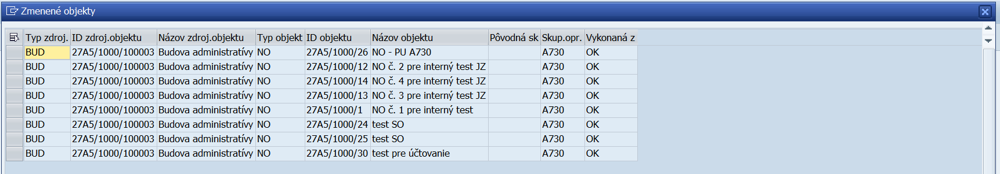 Zmenené objekty
Typ zdroj. ID zdroj.objektu Názov zdroj.objektu Typ objekt ID objektu Názov objektu Pôvodná sk Skup.opr. Vykonaná z
BUD 27A5/1000/100003 Budova administratívy NO 27A5/1000/26 NO - PU A730 A730 OK
BUD 27A5/1000/100003 Budova administratívy NO 27A5/1000/12 NO č. 2 pre interný test JZ A730 OK
BUD 27A5/1000/100003 Budova administratívy NO 27A5/1000/14 NO č. 4 pre interný test JZ A730 OK
BUD 27A5/1000/100003 Budova administratívy NO 27A5/1000/13 NO č. 3 pre interný test JZ A730 OK
BUD 27A5/1000/100003 Budova administratívy NO 27A5/1000/1 NO č. 1 pre interný test A730 OK
BUD 27A5/1000/100003 Budova administratívy NO 27A5/1000/24 test SO A730 OK
BUD 27A5/1000/100003 Budova administratívy NO 27A5/1000/25 test SO A730 OK
BUD 27A5/1000/100003 Budova administratívy NO 27A5/1000/30 test pre účtovanie A730 OK